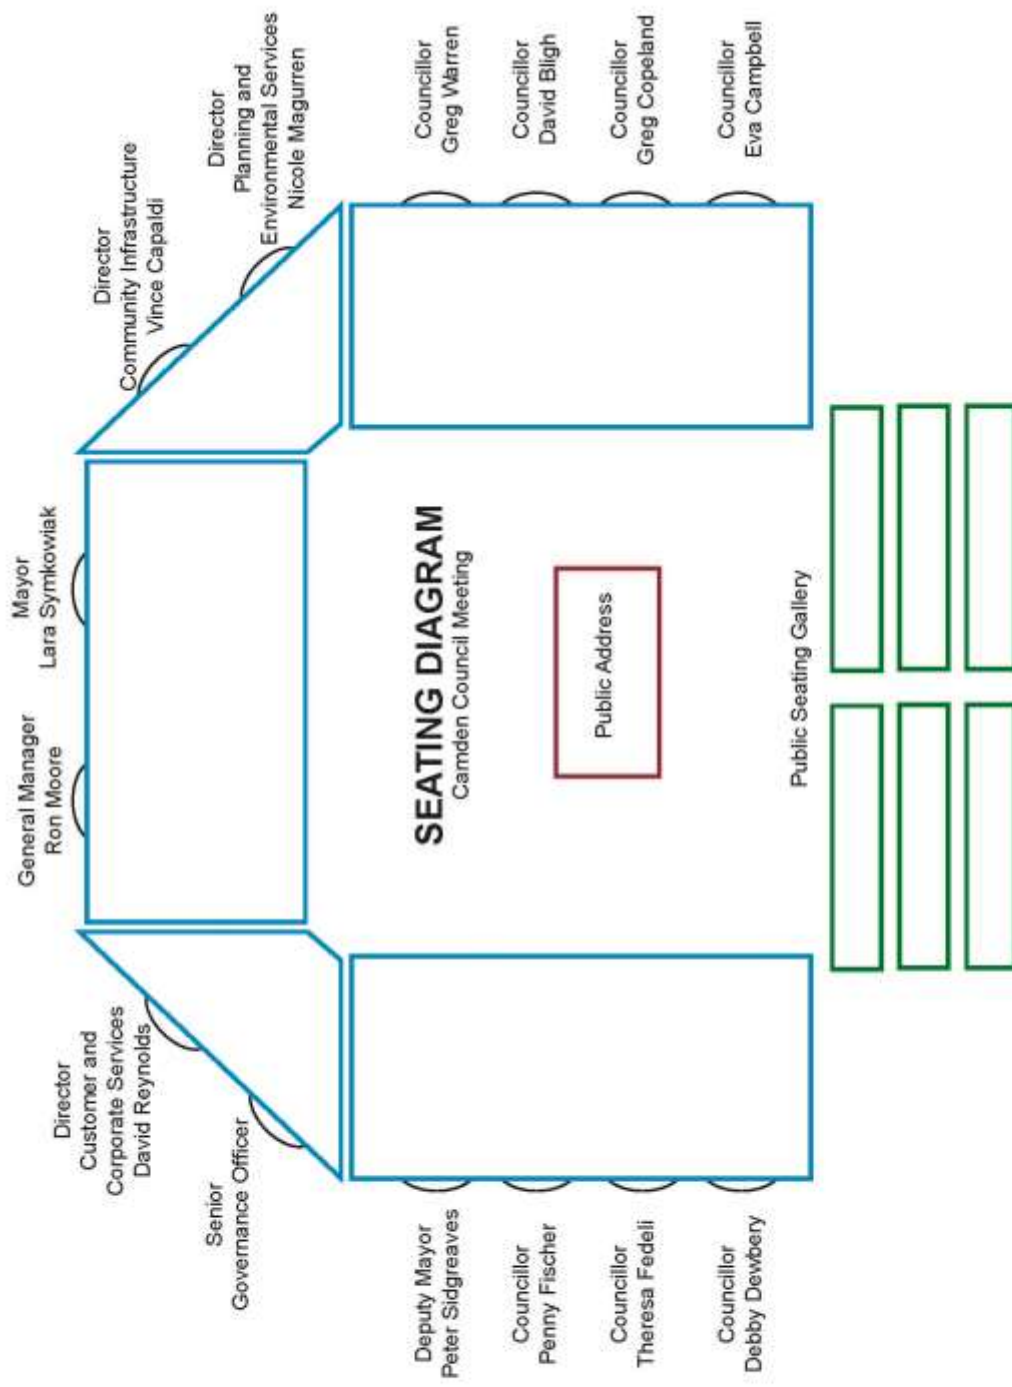 Director
Customer and
Corporate Services
David Reynolds
General Manager
Ron Moore
Mayor
Lara Symkowiak
Director
Community Infrastructure
Vince Capaldi
Senior
Governance Officer
Director
Planning and
Environmental Services
Nicole Magurren
Deputy Mayor
Peter Sidgreaves
Councillor
Penny Fischer
Councillor
Theresa Fedeli
Councillor
Debby Dewbery
SEATING DIAGRAM
Camden Council Meeting
Public Address
Public Seating Gallery
Councillor
Greg Warren
Councillor
David Bligh
Councillor
Greg Copeland
Councillor
Eva Campbell